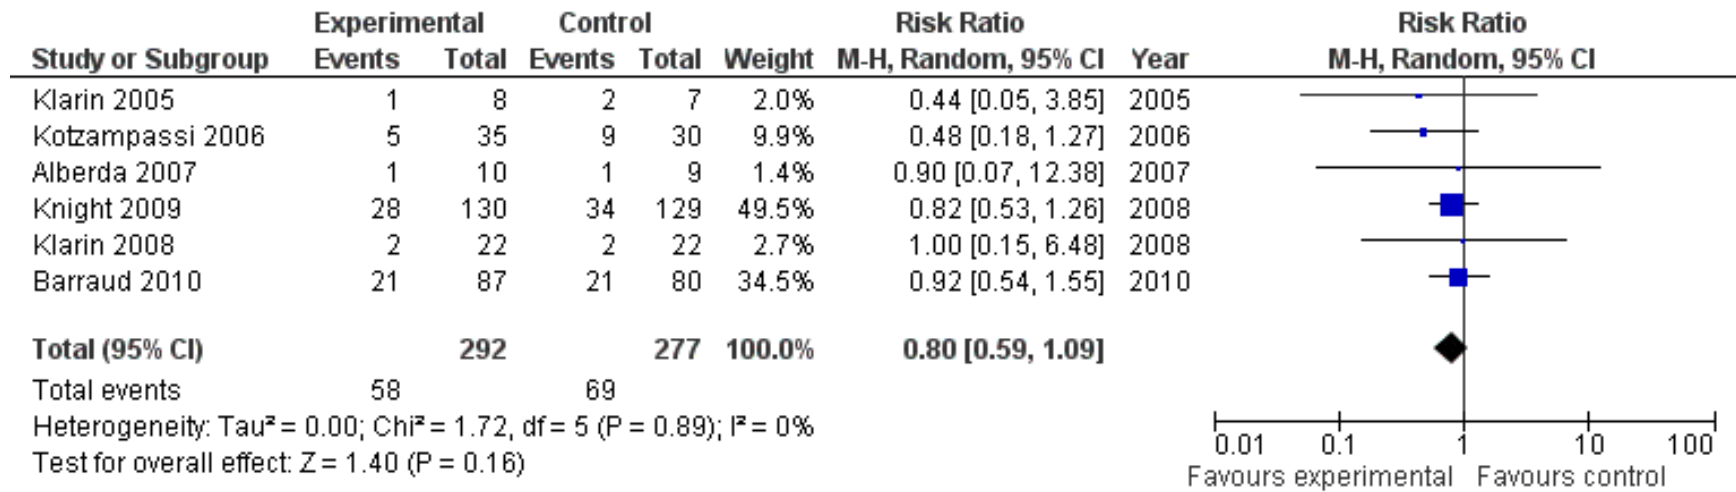 Experimental Control Risk Ratio Risk Ratio
Study or Subgroup Events Total Events Total Weight M-H, Random, 95% CI Year M-H, Random, 95% CI
Klarin 2005 1 8 2 7 2.0% 0.44 [0.05, 3.85] 2005
Kotzampassi 2006 5 35 9 30 9.9% 0.48 [0.18, 1.27] 2006
Alberda 2007 1 10 1 9 1.4% 0.90 [0.07, 12.38] 2007
Knight 2009 28 130 34 129 49.5% 0.82 [0.53, 1.26] 2008
Klarin 2008 2 22 2 22 2.7% 1.00 [0.15, 6.48] 2008
Barraud 2010 21 87 21 80 34.5% 0.92 [0.54, 1.55] 2010
Total (95% CI) 292 277 100.0% 0.80 [0.59, 1.09]
Total events 58 69
Heterogeneity: Tau² = 0.00; Chi² = 1.72, df = 5 (P = 0.89); I² = 0%
Test for overall effect: Z = 1.40 (P = 0.16)
0.01 0.1 1 10 100
Favours experimental Favours control